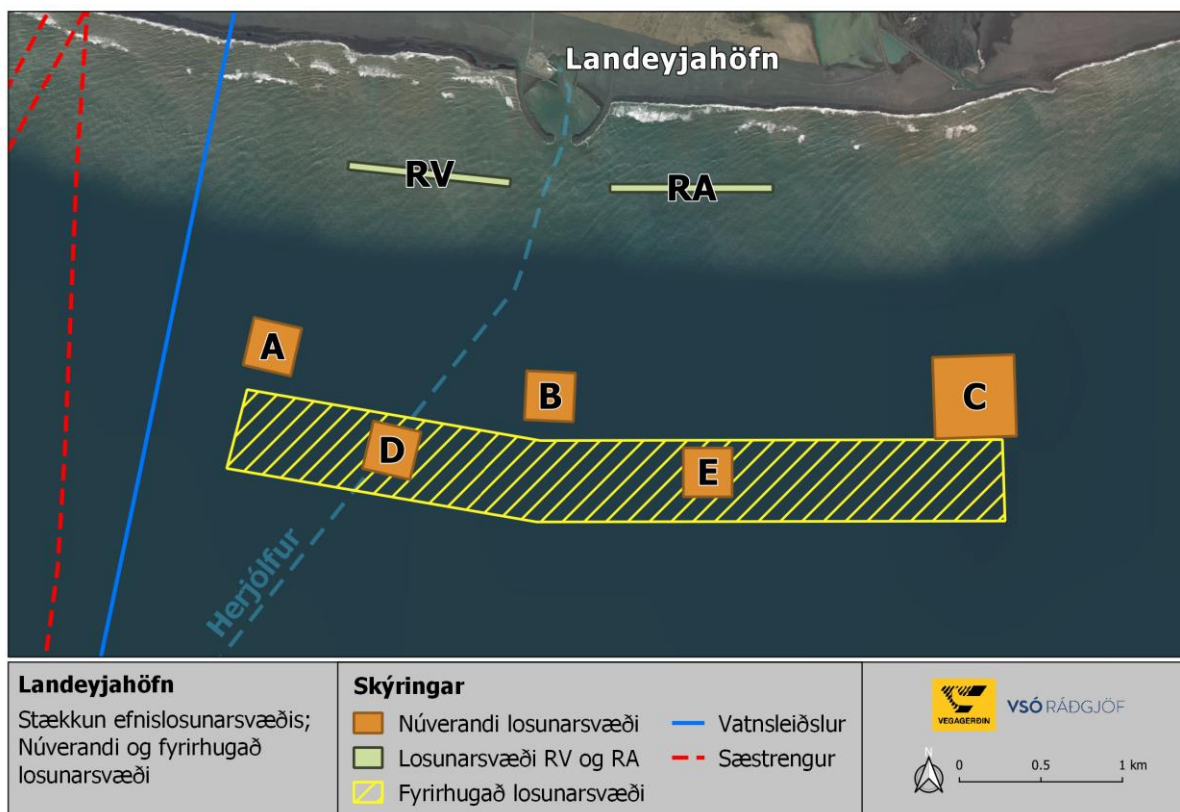 Landeyjahöfn
RV
RA
A
B
C
D
E
Herjólfur
Landeyjahöfn
Stækkun efnislosunarsvæðis;
Núverandi og fyrirhugað
losunarsvæði
Skýringar
Núverandi losunarsvæði
Losunarsvæði RV og RA
Fyrirhugað losunarsvæði
Vatnsleiðslur
Sæstrengur
VEGAGERÐIN
VSÓ RÁÐGJÖF
N
0 0.5 1 km